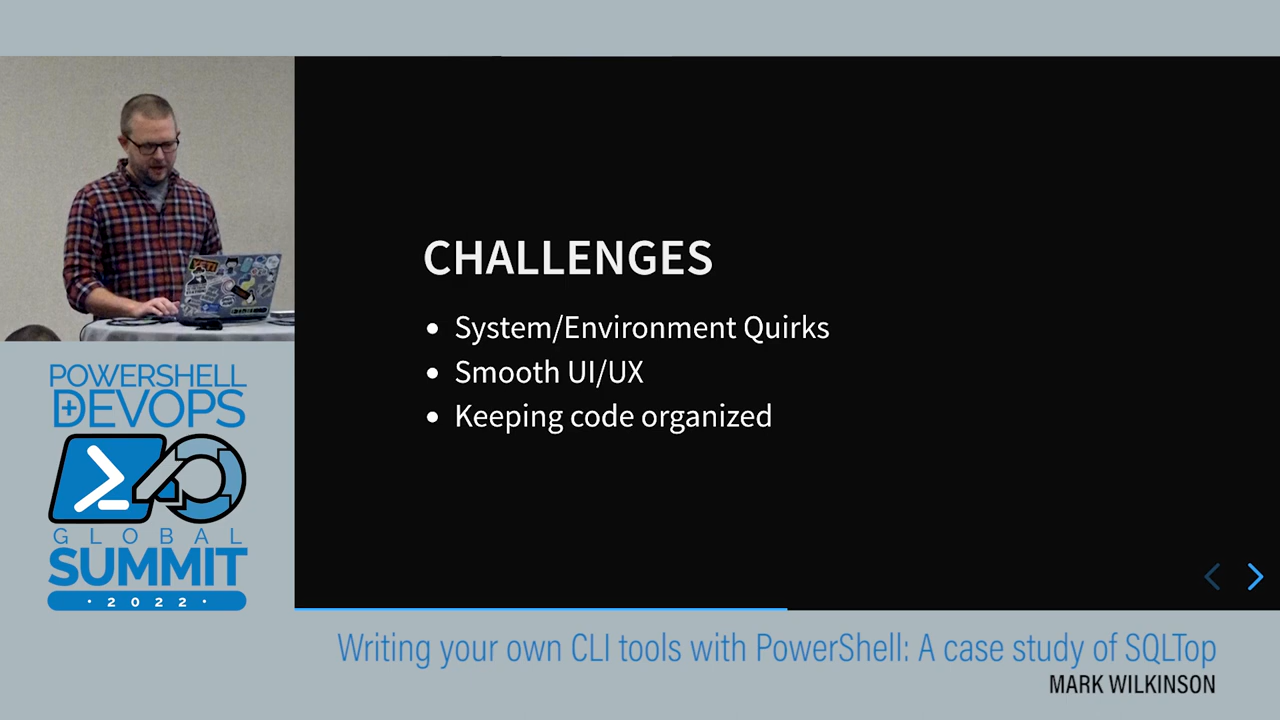 CHALLENGES
System/Environment Quirks
Smooth UI/UX
Keeping code organized
POWERSHELL
+DEVOPS
GLOBAL
SUMMIT
· 2022 ·
Writing your own CLI tools with PowerShell: A case study of SQLTop
MARK WILKINSON
YETI